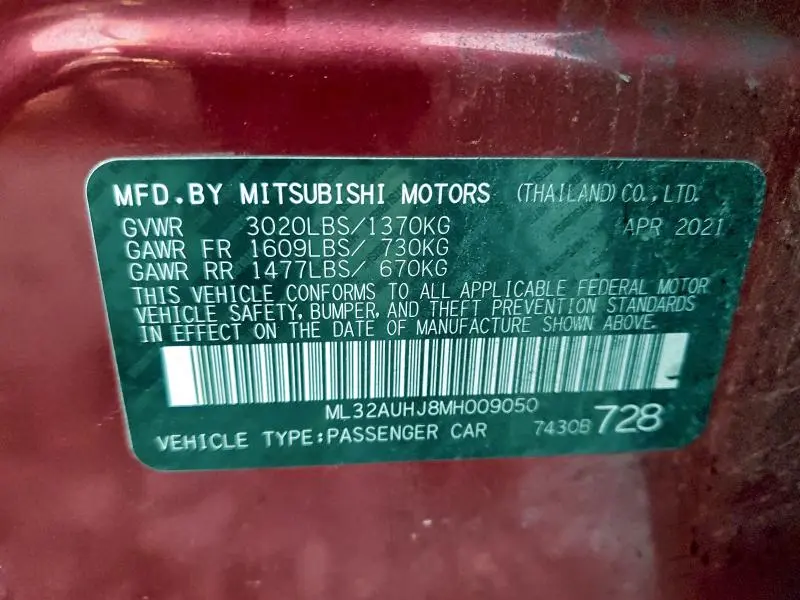 MFD.BY MITSUBISHI MOTORS (THAILAND) CO., LTD.
GVWR 3020LBS/1370KG APR 2021
GAWR FR 1609LBS/ 730KG
GAWR RR 1477LBS/ 670KG
THIS VEHICLE CONFORMS TO ALL APPLICABLE FEDERAL MOTOR
VEHICLE SAFETY, BUMPER, AND THEFT PREVENTION STANDARDS
IN EFFECT ON THE DATE OF MANUFACTURE SHOWN ABOVE.
ML32AUHJ8MH009050
VEHICLE TYPE:PASSENGER CAR 74308 728